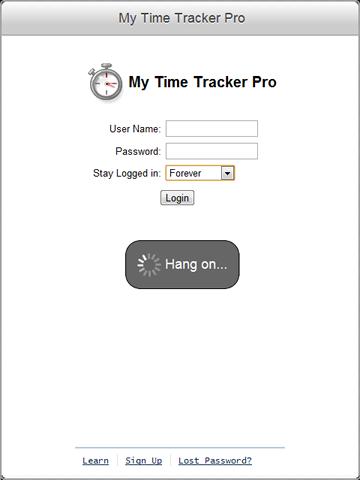 My Time Tracker Pro
My Time Tracker Pro
User Name:
Password:
Stay Logged in: Forever
Login
Hang on...
Learn Sign Up Lost Password?